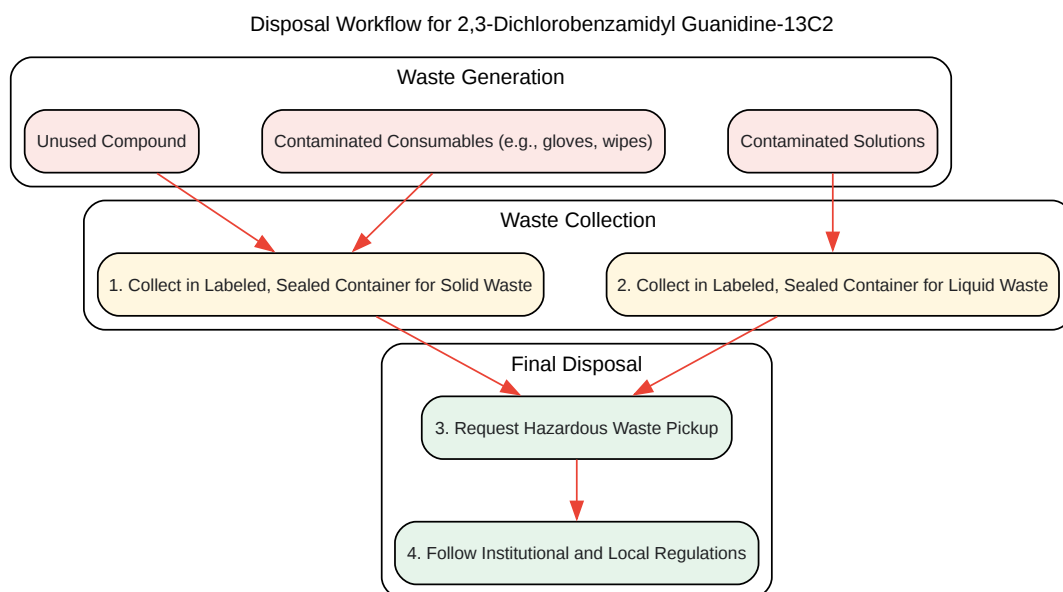 Disposal Workflow for 2,3-Dichlorobenzamidyl Guanidine-13C2
Waste Generation
Unused Compound
Contaminated Consumables (e.g., gloves, wipes)
Contaminated Solutions
Waste Collection
1. Collect in Labeled, Sealed Container for Solid Waste
2. Collect in Labeled, Sealed Container for Liquid Waste
Final Disposal
3. Request Hazardous Waste Pickup
4. Follow Institutional and Local Regulations